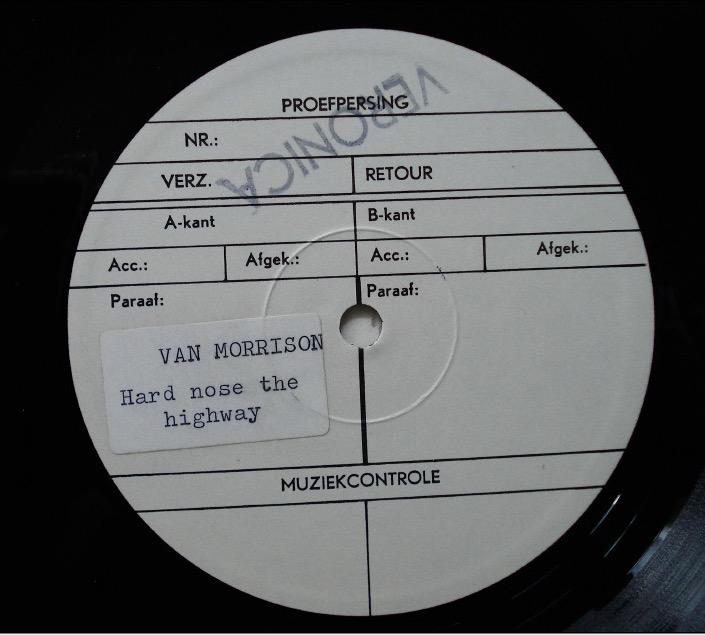 PROEFPERSING
VERONICA
NR.:
VERZ. RETOUR
A-kant B-kant
Acc.: Afgek.: Acc.: Afgek.:
Paraaf: Paraaf:
VAN MORRISON
Hard nose the
highway
MUZIEKCONTROLE